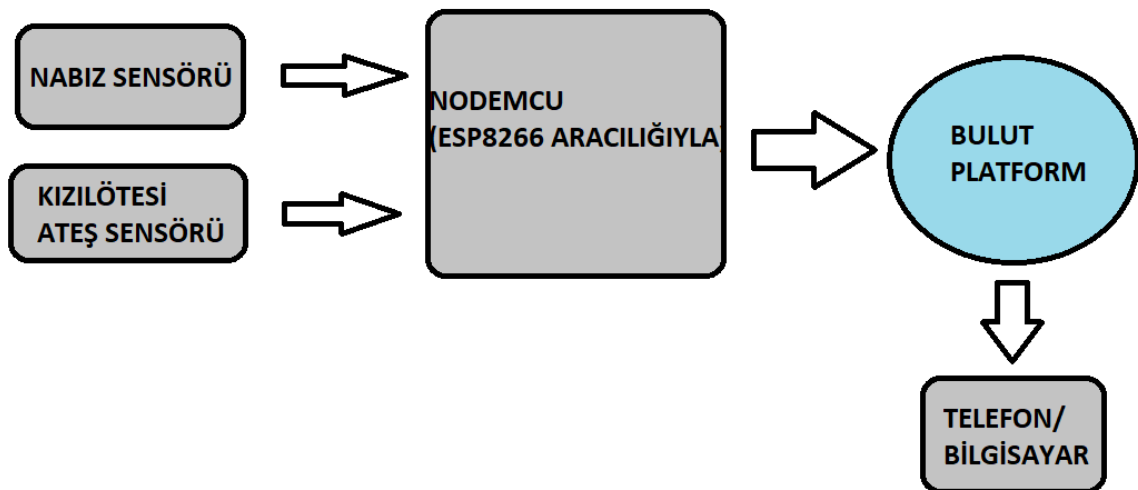 NABIZ SENSÖRÜ
KIZILÖTESİ
ATEŞ SENSÖRÜ
NODEMCU
(ESP8266 ARACILIĞIYLA)
BULUT
PLATFORM
TELEFON/
BİLGİSAYAR